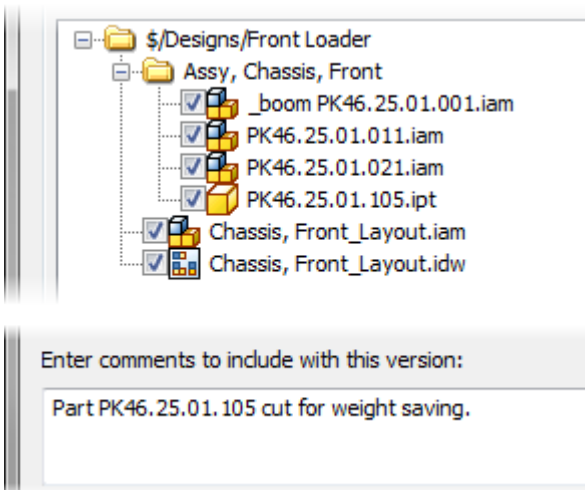 $/Designs/Front Loader
Assy, Chassis, Front
_boom PK46.25.01.001.iam
PK46.25.01.011.iam
PK46.25.01.021.iam
PK46.25.01.105.ipt
Chassis, Front_Layout.iam
Chassis, Front_Layout.idw
Enter comments to include with this version:
Part PK46.25.01.105 cut for weight saving.